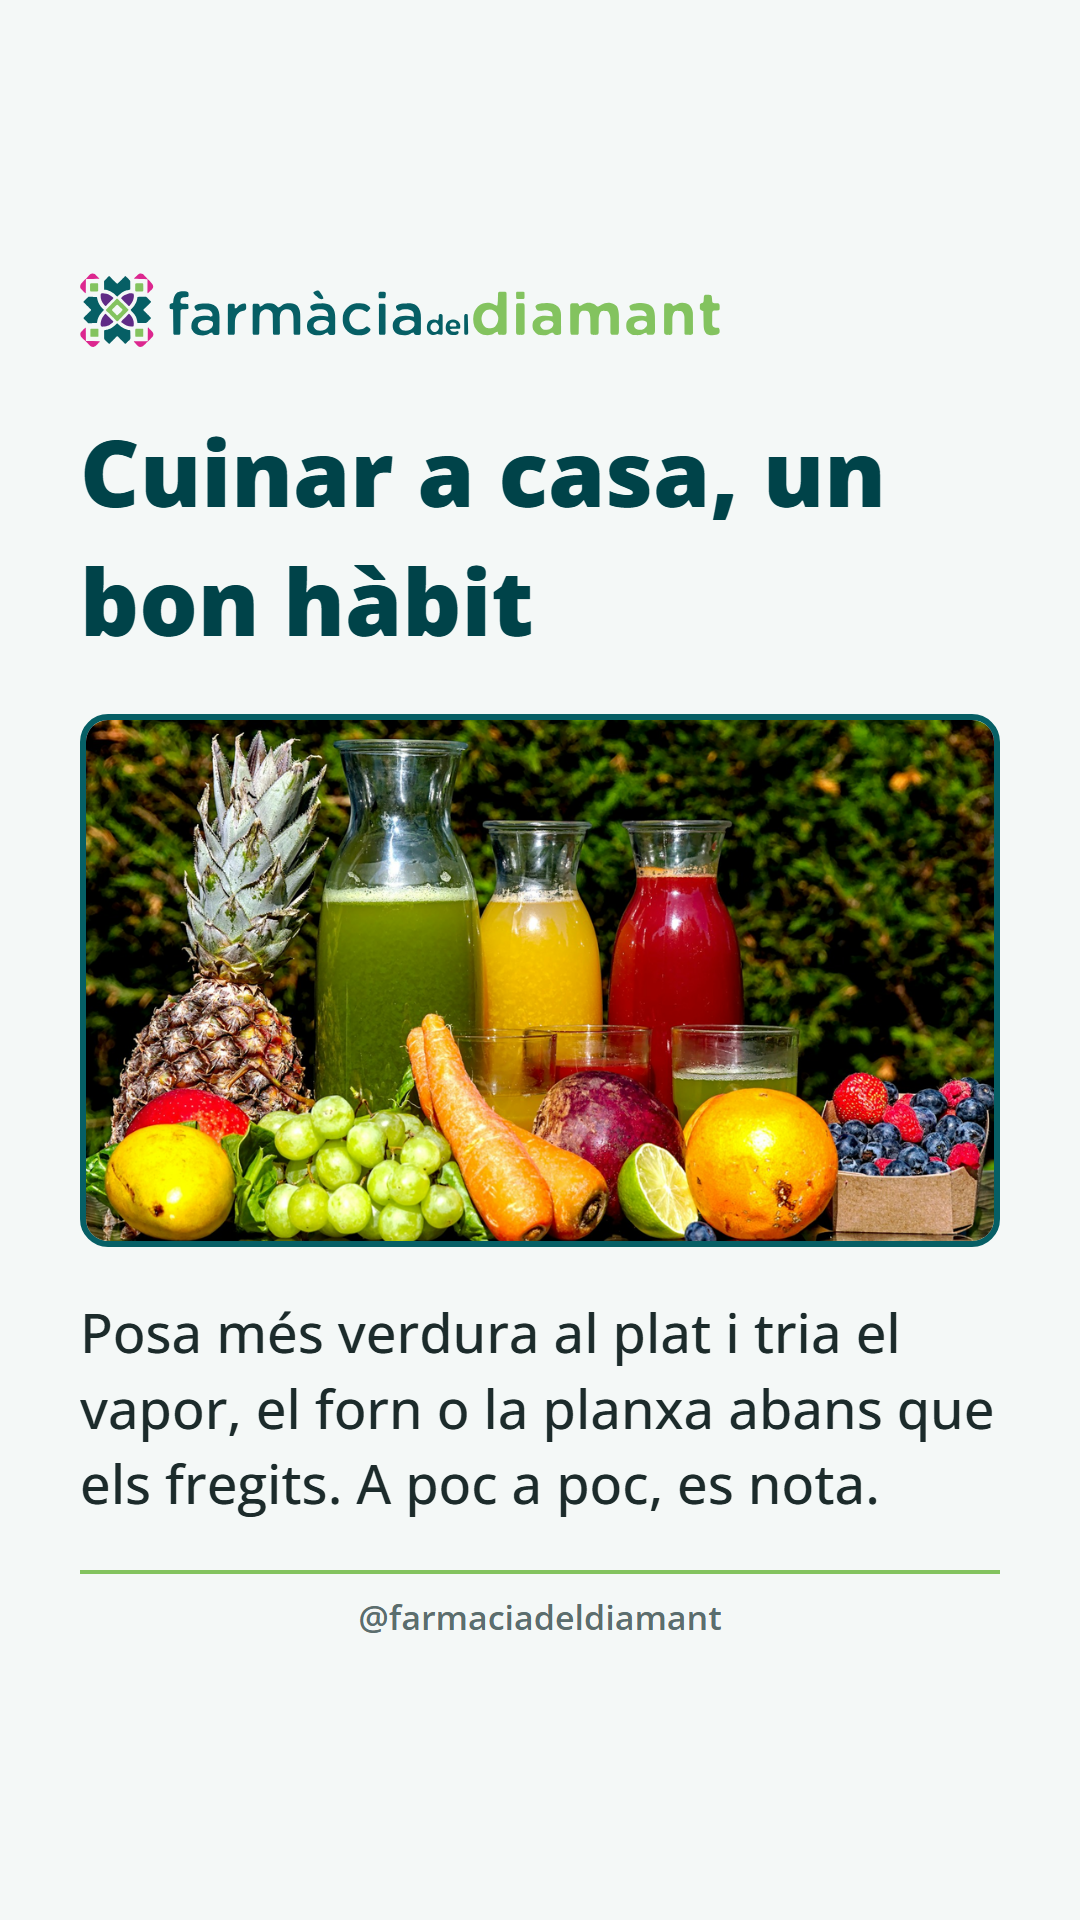 farmàciadeldiamant
Cuinar a casa, un
bon hàbit
Posa més verdura al plat i tria el
vapor, el forn o la planxa abans que
els fregits. A poc a poc, es nota.
@farmaciadeldiamant